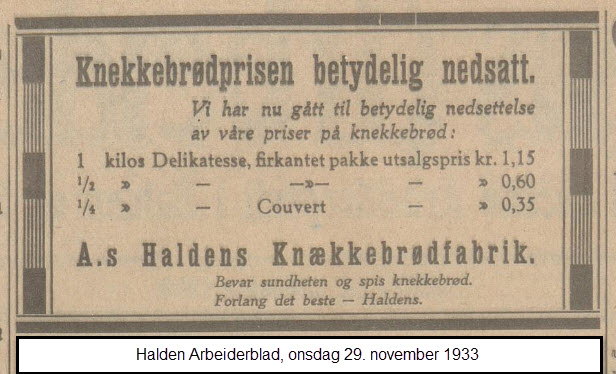 Knekkebrødprisen betydelig nedsatt.
Vi har nu gått til betydelig nedsettelse
av våre priser på knekkebrød:
1 kilos Delikatesse, firkantet pakke utsalgspris kr. 1,15
1/2 » — —»— — » 0,60
1/4 » — Couvert — » 0,35
A.s Haldens Knækkebrødfabrik.
Bevar sundheten og spis knekkebrød.
Forlang det beste — Haldens.
Halden Arbeiderblad, onsdag 29. november 1933